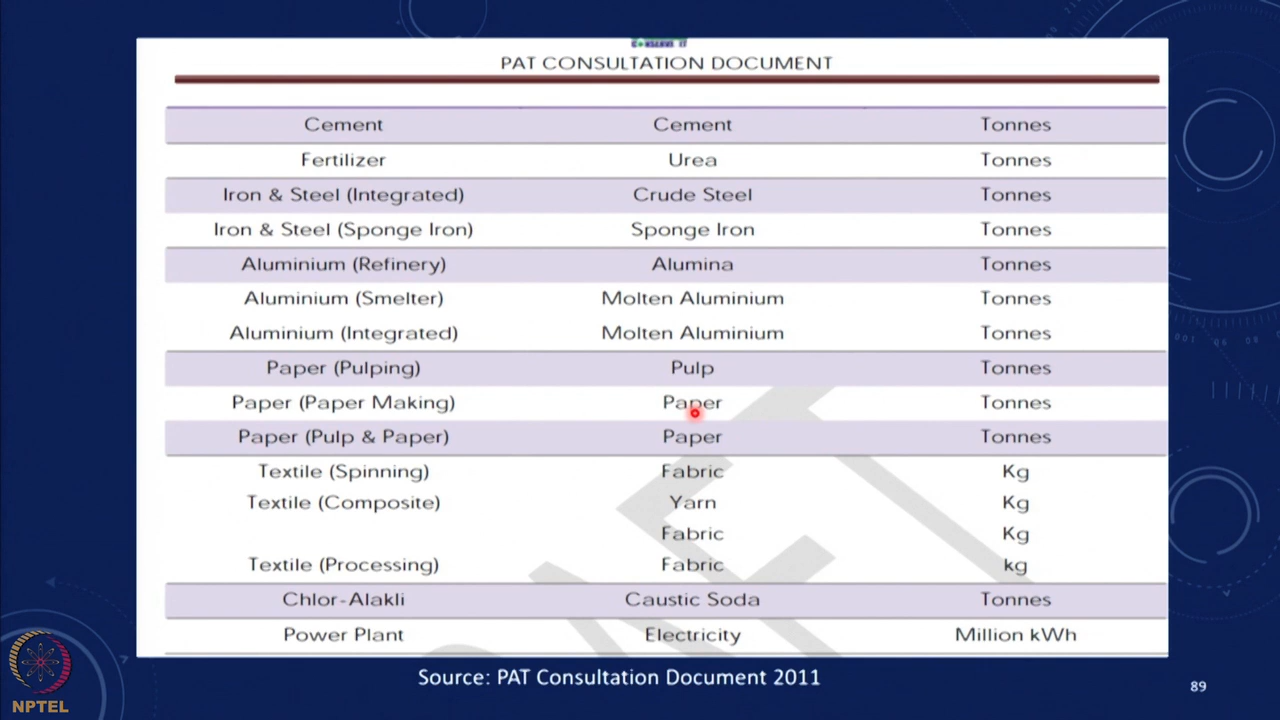 CONSERVE IT
PAT CONSULTATION DOCUMENT
Cement Cement Tonnes
Fertilizer Urea Tonnes
Iron & Steel (Integrated) Crude Steel Tonnes
Iron & Steel (Sponge Iron) Sponge Iron Tonnes
Aluminium (Refinery) Alumina Tonnes
Aluminium (Smelter) Molten Aluminium Tonnes
Aluminium (Integrated) Molten Aluminium Tonnes
Paper (Pulping) Pulp Tonnes
Paper (Paper Making) Paper Tonnes
Paper (Pulp & Paper) Paper Tonnes
Textile (Spinning) Fabric Kg
Textile (Composite) Yarn Kg
Fabric Kg
Textile (Processing) Fabric kg
Chlor-Alakli Caustic Soda Tonnes
Power Plant Electricity Million kWh
Source: PAT Consultation Document 2011
89
NPTEL